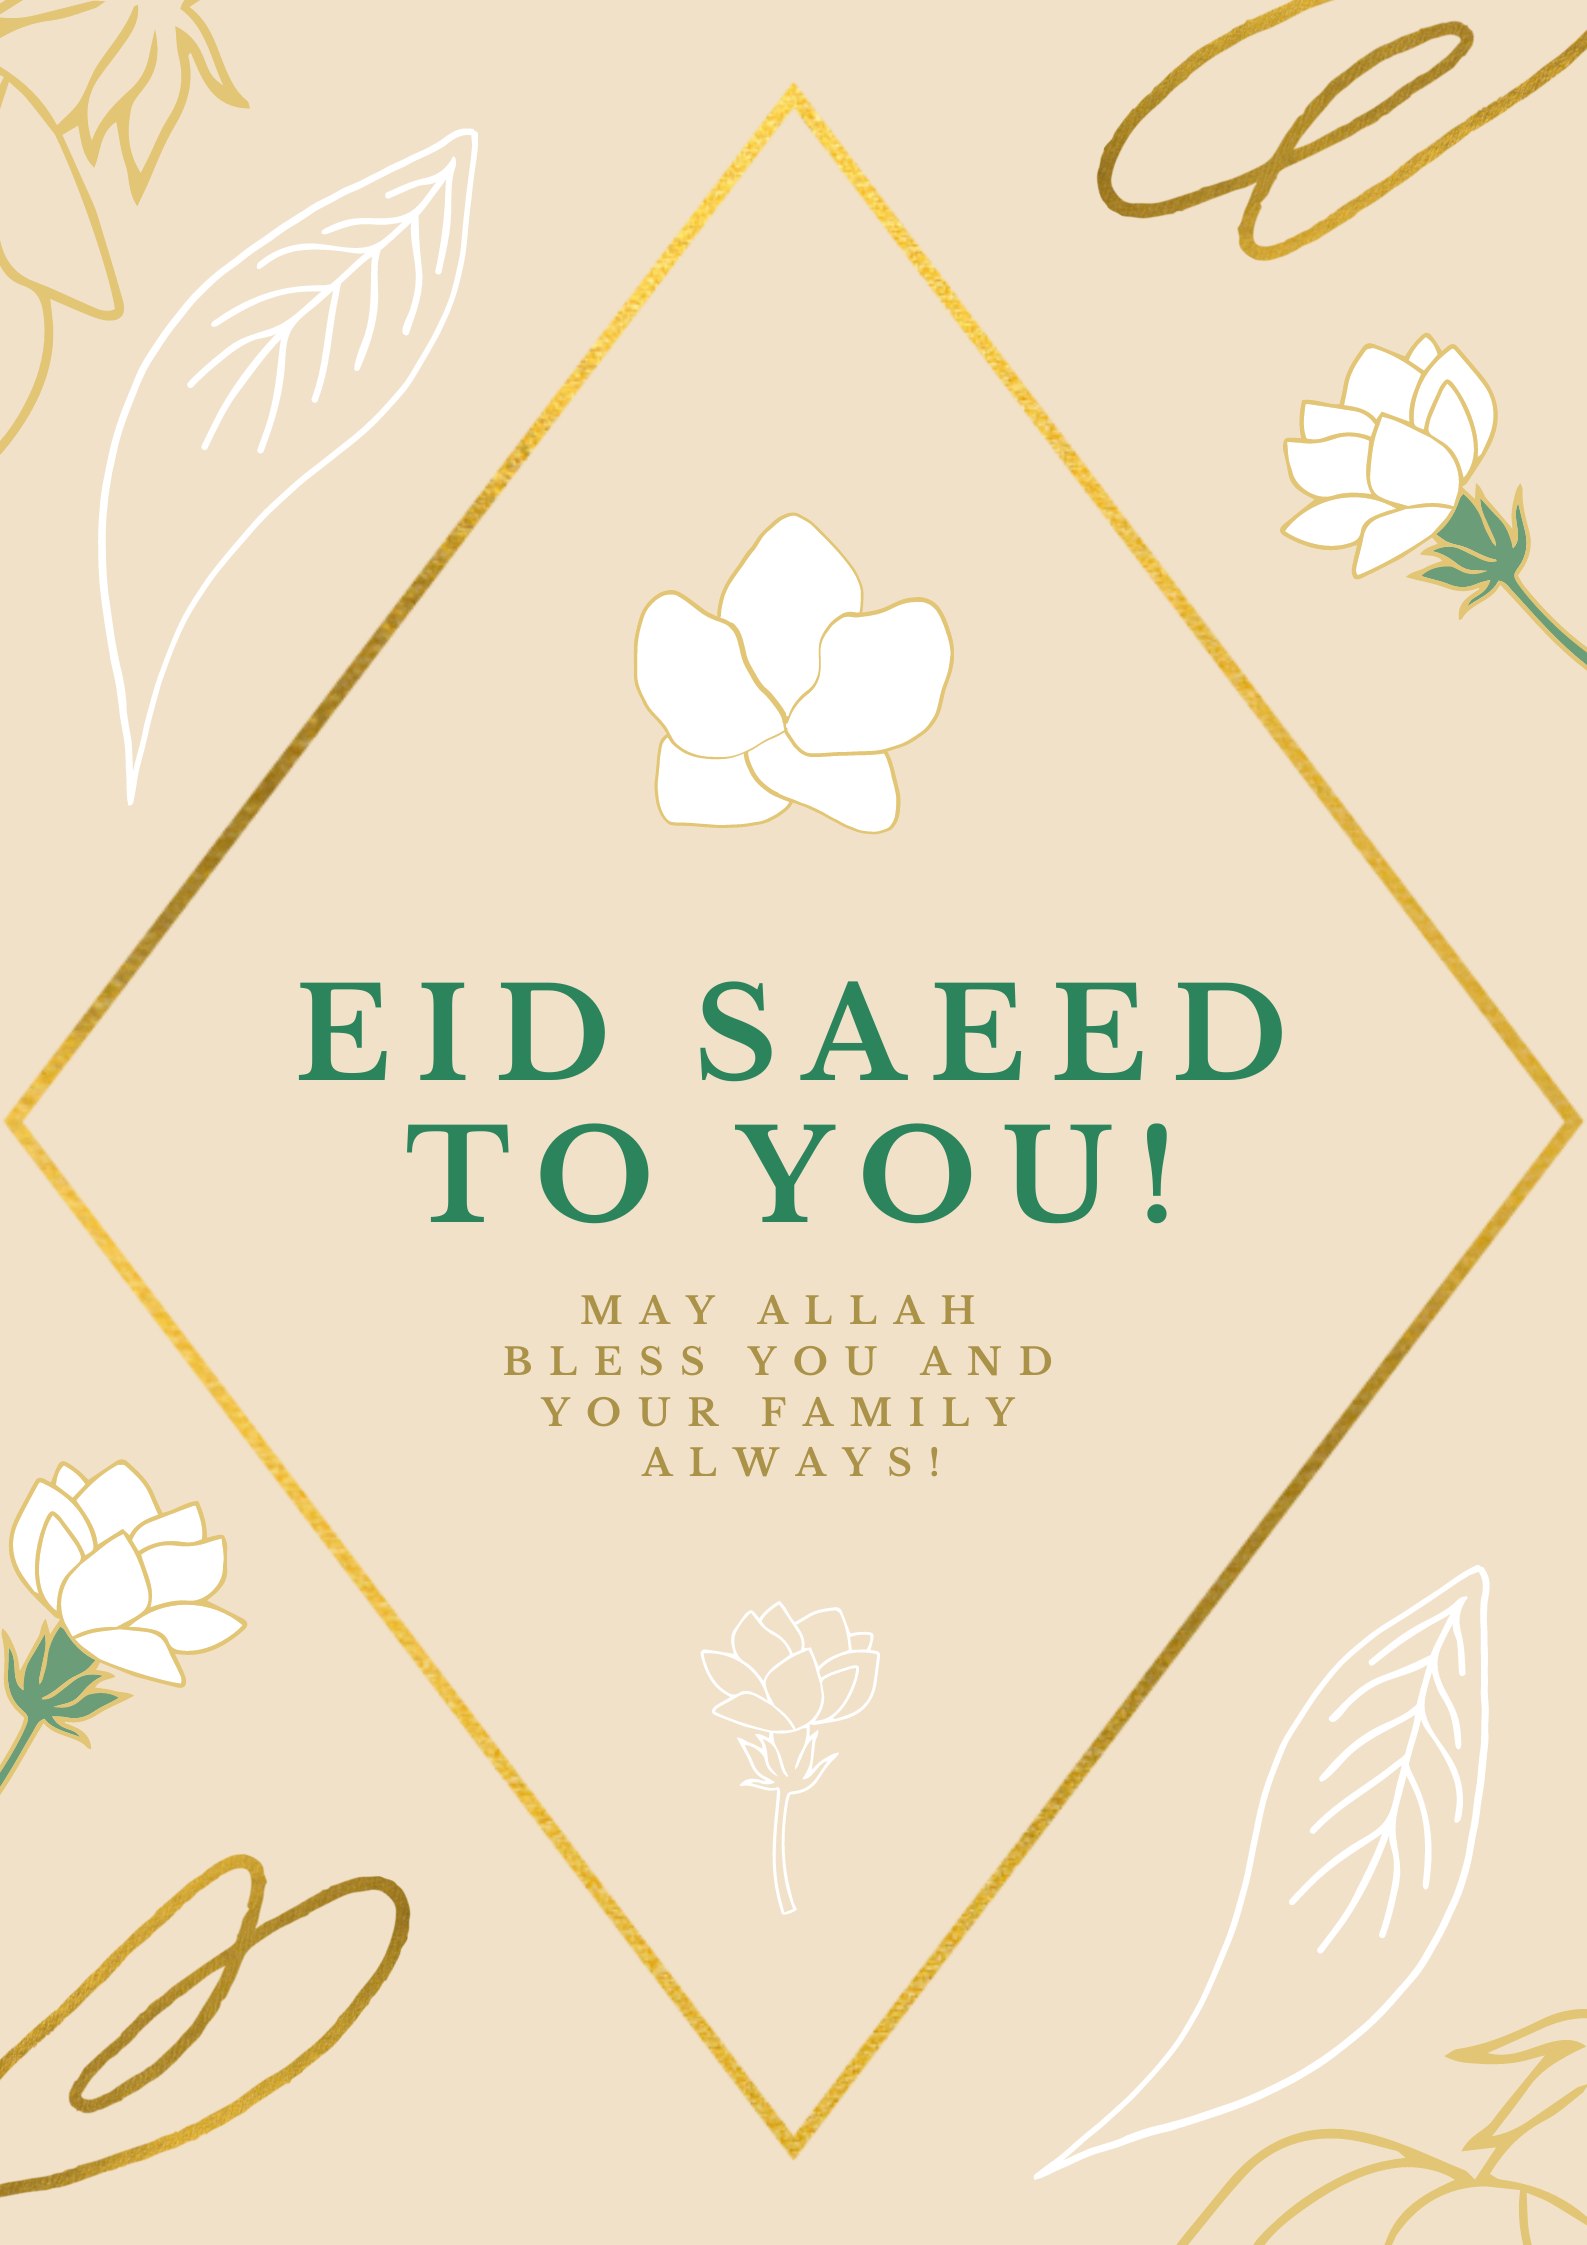 EID SAEED
TO YOU!
MAY ALLAH
BLESS YOU AND
YOUR FAMILY
ALWAYS!